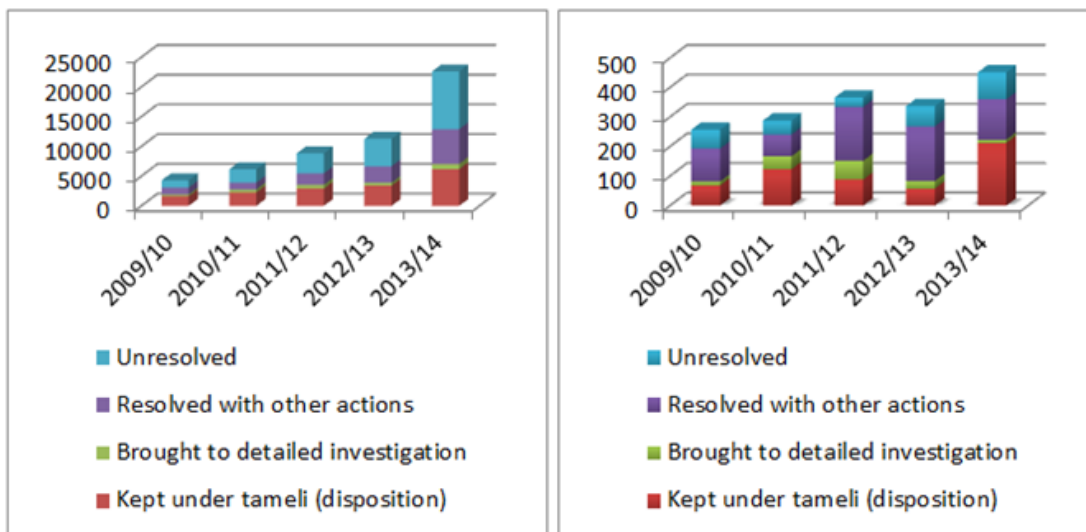 25000
20000
15000
10000
5000
0
2009/10
2010/11
2011/12
2012/13
2013/14
Unresolved
Resolved with other actions
Brought to detailed investigation
Kept under tameli (disposition)
500
400
300
200
100
0
2009/10
2010/11
2011/12
2012/13
2013/14
Unresolved
Resolved with other actions
Brought to detailed investigation
Kept under tameli (disposition)